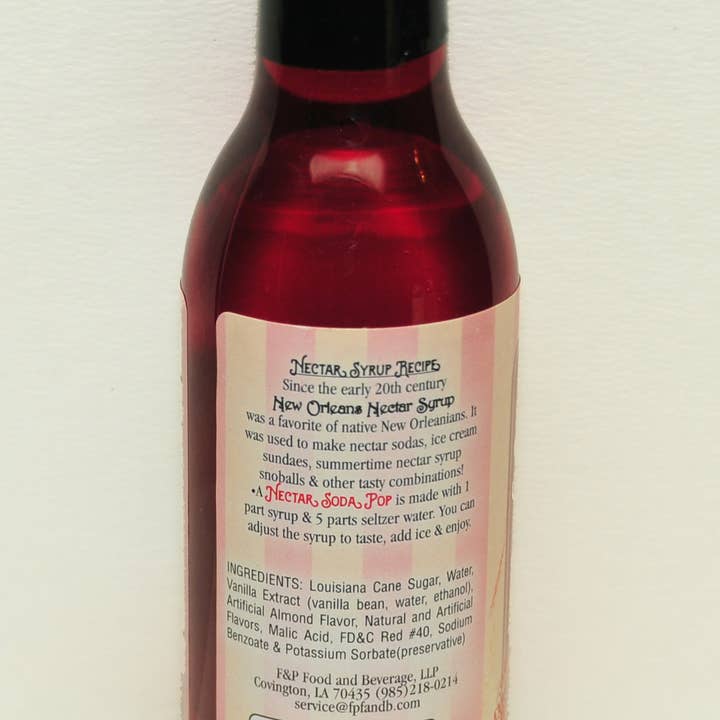 NECTAR SYRUP RECIPE
Since the early 20th century
New Orleans Nectar Syrup
was a favorite of native New Orleanians. It
was used to make nectar sodas, ice cream
sundaes, summertime nectar syrup
snoballs & other tasty combinations!
•A NECTAR SODA POP is made with 1
part syrup & 5 parts seltzer water. You can
adjust the syrup to taste, add ice & enjoy.
INGREDIENTS: Louisiana Cane Sugar, Water,
Vanilla Extract (vanilla bean, water, ethanol),
Artificial Almond Flavor, Natural and Artificial
Flavors, Malic Acid, FD&C Red #40, Sodium
Benzoate & Potassium Sorbate(preservative)
F&P Food and Beverage, LLP
Covington, LA 70435 (985)218-0214
service@fpfandb.com